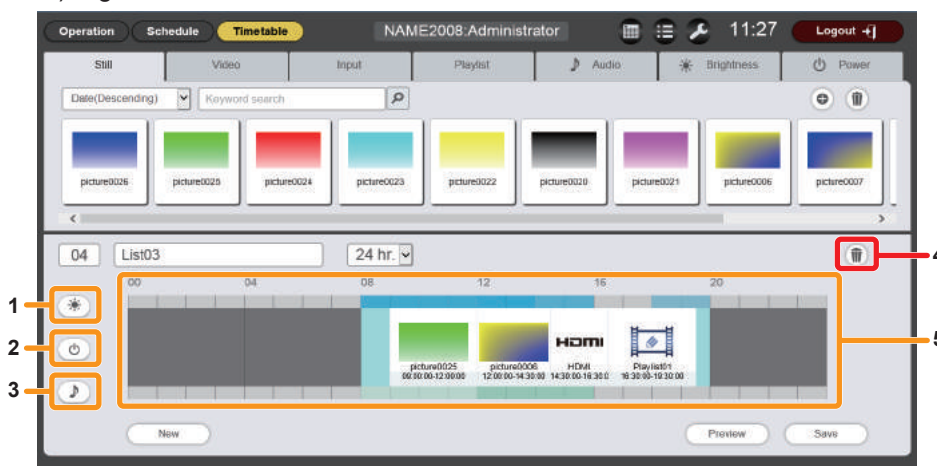 Operation Schedule Timetable NAME2008:Administrator 11:27 Logout
Still Video Input Playlist Audio Brightness Power
Date(Descending) Keyword search
picture0026 picture0025 picture0024 picture0023 picture0022 picture0020 picture0021 picture0006 picture0007
04 List03 24 hr. 4
00 04 08 12 16 20
1
2 HDMI 5
picture0025 picture0006 HDMI Playlist01
09:00:00-12:00:00 12:00:00-14:30:00 14:30:00-16:30:0 16:30:00-19:30:00
3
New Preview Save